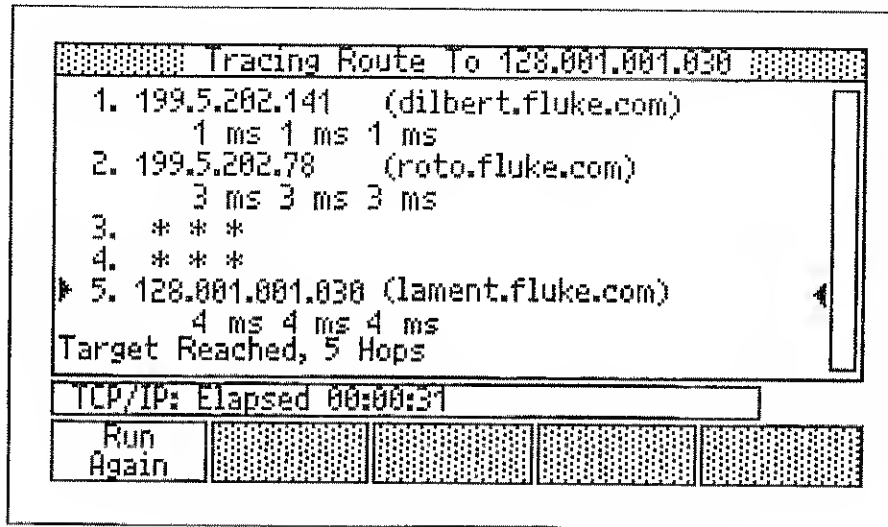 Tracing Route To 128.001.001.030
1. 199.5.202.141 (dilbert.fluke.com)
1 ms 1 ms 1 ms
2. 199.5.202.78 (roto.fluke.com)
3 ms 3 ms 3 ms
3. * * *
4. * * *
5. 128.001.001.030 (lament.fluke.com)
4 ms 4 ms 4 ms
Target Reached, 5 Hops
TCP/IP: Elapsed 00:00:31
Run
Again